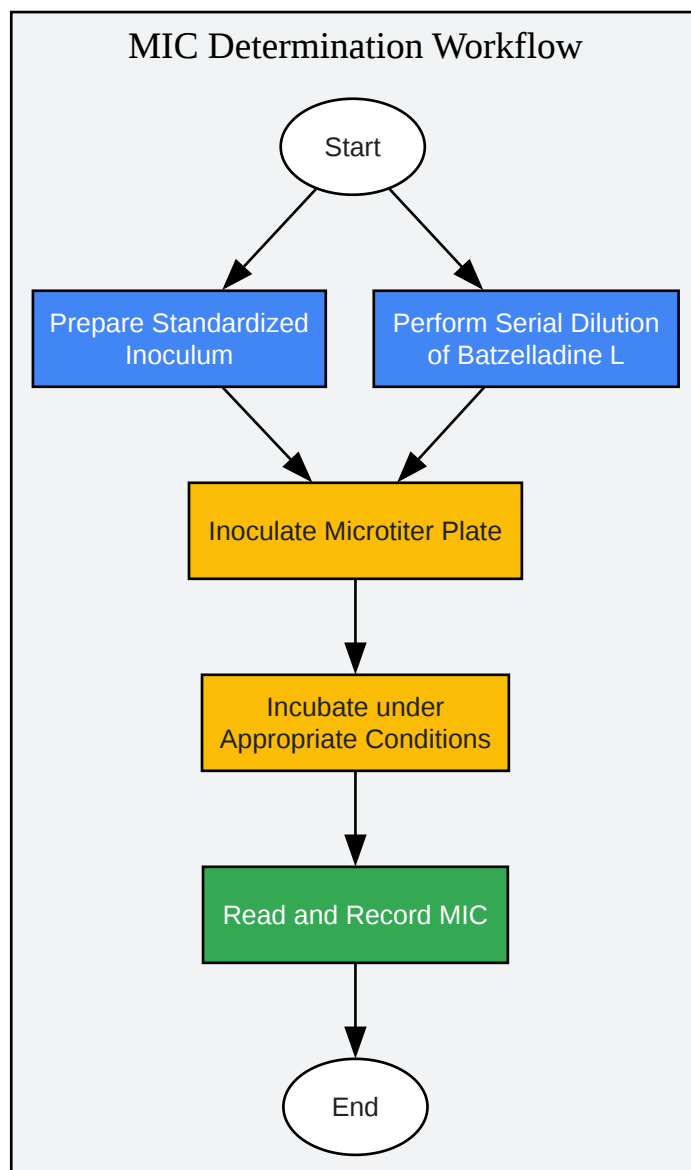 MIC Determination Workflow
Start
Prepare Standardized
Inoculum
Perform Serial Dilution
of Batzelladine L
Inoculate Microtiter Plate
Incubate under
Appropriate Conditions
Read and Record MIC
End